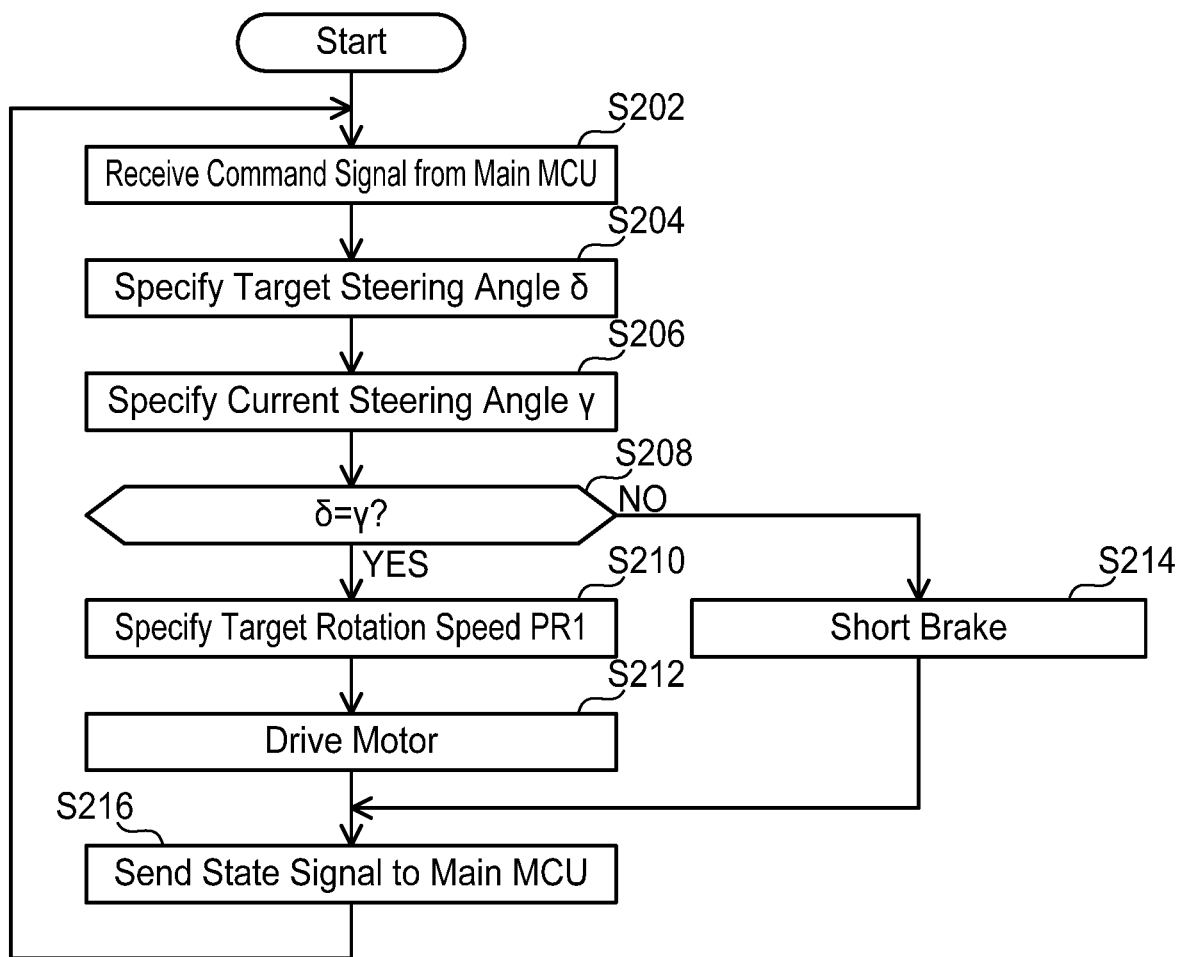 Start
S202
Receive Command Signal from Main MCU
S204
Specify Target Steering Angle δ
S206
Specify Current Steering Angle γ
S208
δ=γ?
NO
YES
S210
S214
Specify Target Rotation Speed PR1
Short Brake
S212
Drive Motor
S216
Send State Signal to Main MCU